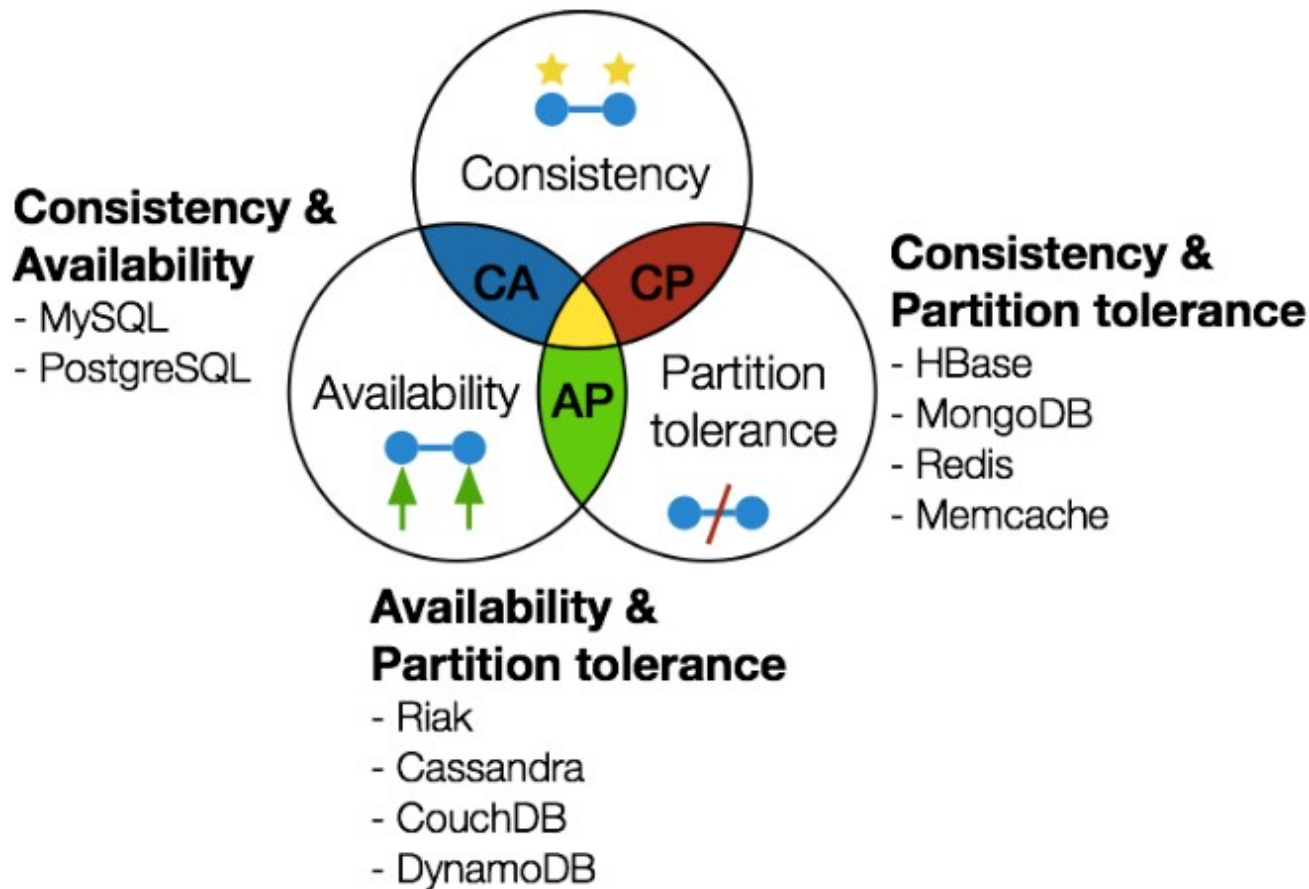 Consistency
Consistency &
Availability
- MySQL
- PostgreSQL
CA
CP
Consistency &
Partition tolerance
- HBase
- MongoDB
- Redis
- Memcache
Availability
AP
Partition
tolerance
Availability &
Partition tolerance
- Riak
- Cassandra
- CouchDB
- DynamoDB